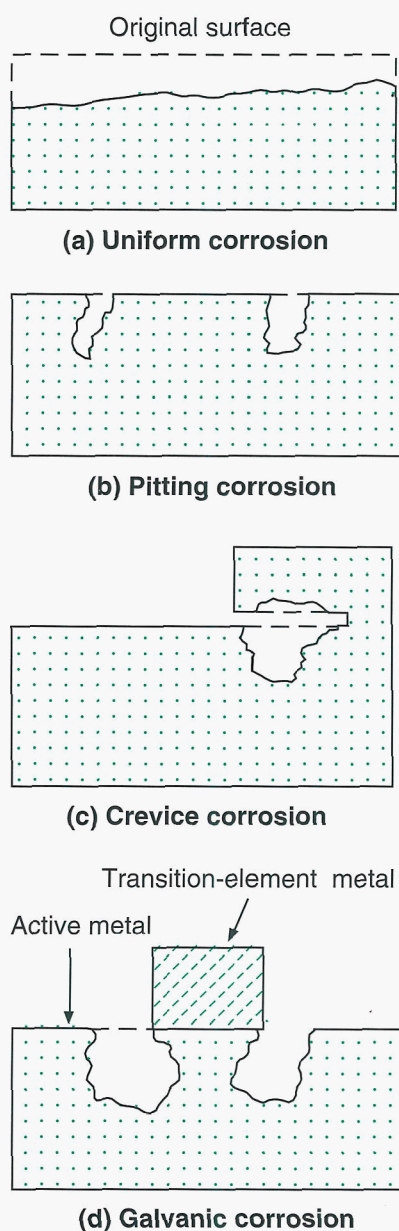 Original surface
(a) Uniform corrosion
(b) Pitting corrosion
(c) Crevice corrosion
Transition-element metal
Active metal
(d) Galvanic corrosion